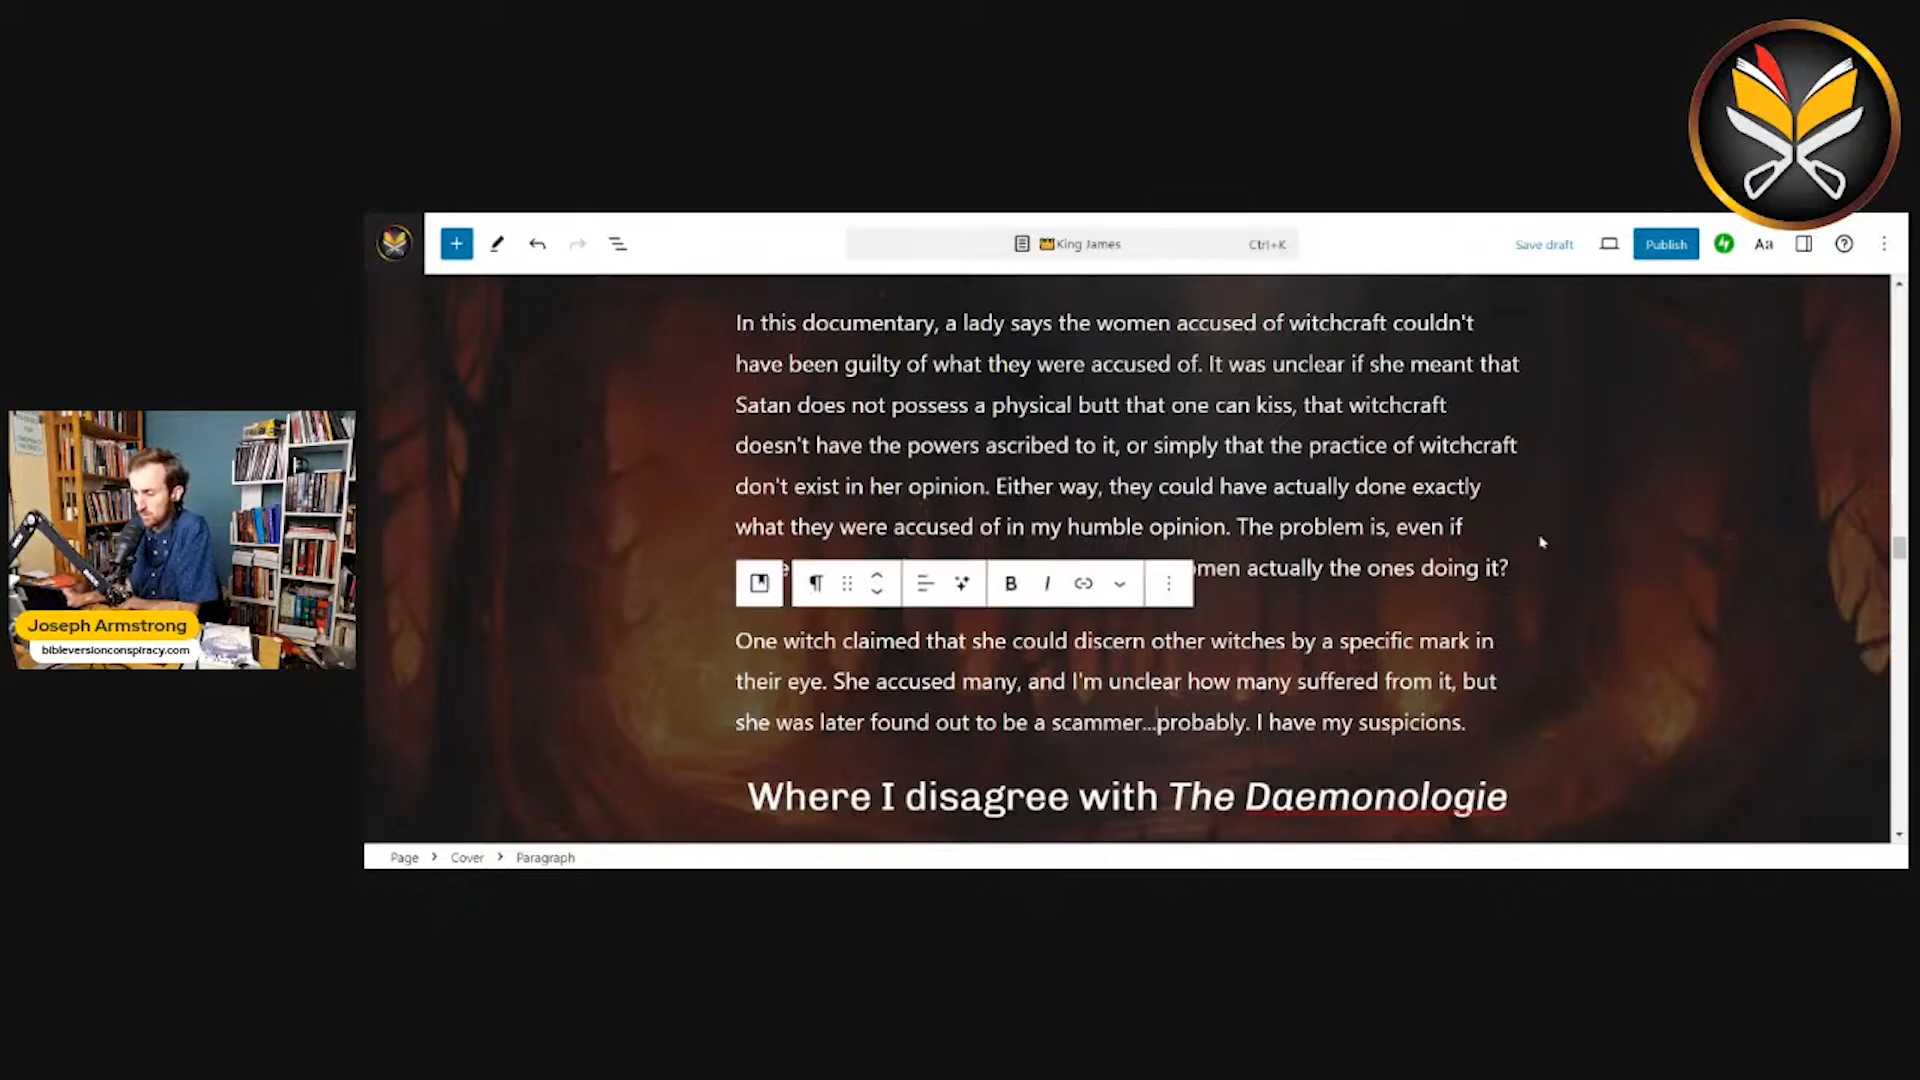 King James
Ctrl+K
Save draft
Publish
Aa
In this documentary, a lady says the women accused of witchcraft couldn't
have been guilty of what they were accused of. It was unclear if she meant that
Satan does not possess a physical butt that one can kiss, that witchcraft
doesn't have the powers ascribed to it, or simply that the practice of witchcraft
don't exist in her opinion. Either way, they could have actually done exactly
what they were accused of in my humble opinion. The problem is, even if
actually the ones doing it?
B I
One witch claimed that she could discern other witches by a specific mark in
their eye. She accused many, and I'm unclear how many suffered from it, but
she was later found out to be a scammer...probably. I have my suspicions.
Where I disagree with The Daemonologie
Page > Cover > Paragraph
Joseph Armstrong
bibleversionconspiracy.com